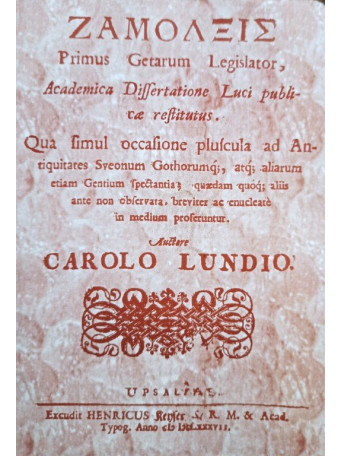 ΖΑΜΟΛΞΙΣ
Primus Getarum Legislator,
Academica Dissertatione Luci publi-
cæ restitutus.
Qua simul occasione pluscula ad An-
tiquitates Sveonum Gothorumq;, atq; aliarum
etiam Gentium spectantia; quædam quoq; aliis
ante non observata, breviter ac enucleatè
in medium proferuntur.
Auctore
CAROLO LUNDIO.
UPSALIÆ.
Excudit HENRICUS Keyser S. R. M. & Acad.
Typog. Anno